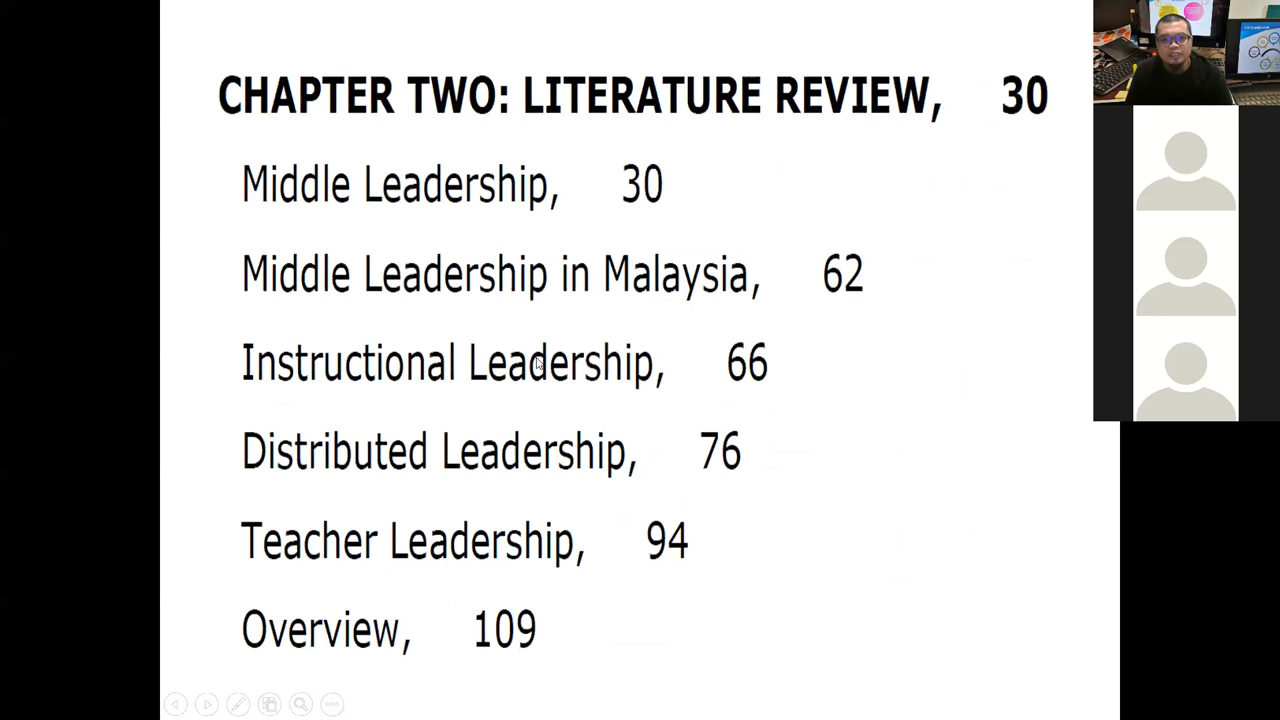 CHAPTER TWO: LITERATURE REVIEW, 30
Middle Leadership, 30
Middle Leadership in Malaysia, 62
Instructional Leadership, 66
Distributed Leadership, 76
Teacher Leadership, 94
Overview, 109